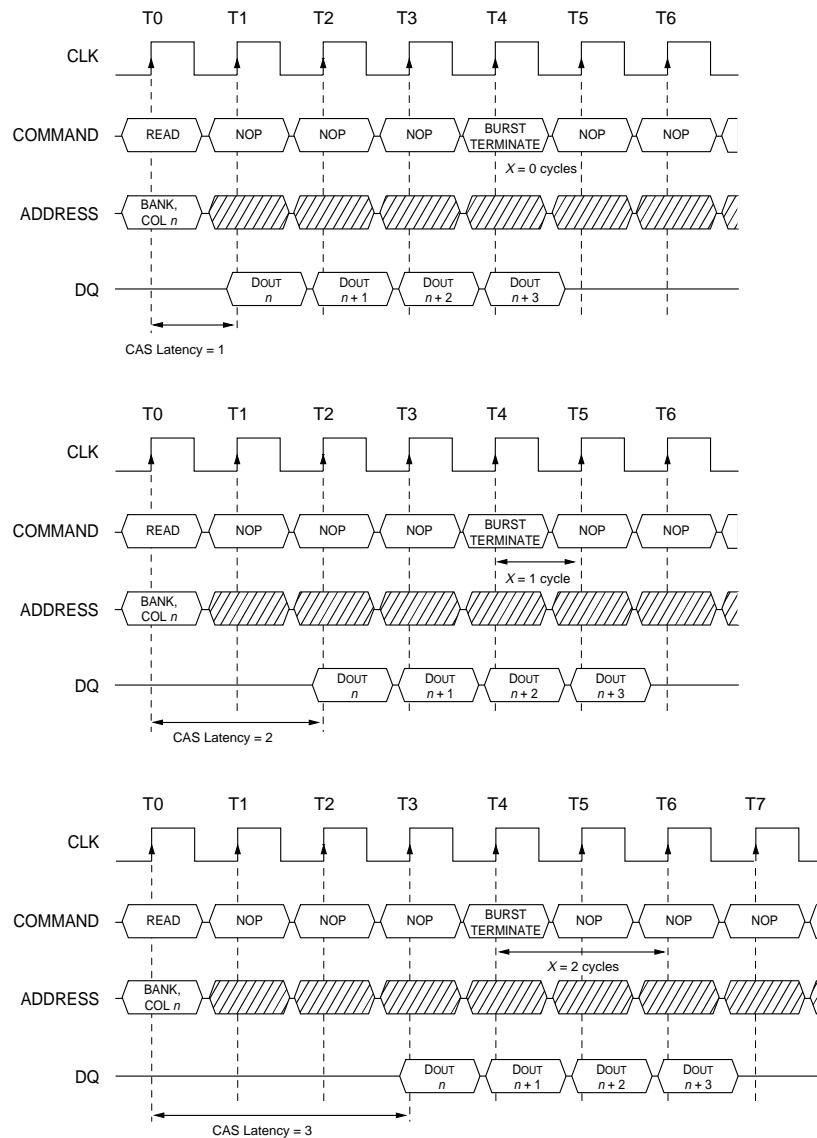 T0 T1 T2 T3 T4 T5 T6
CLK
COMMAND READ NOP NOP NOP BURST TERMINATE NOP NOP
X = 0 cycles
ADDRESS BANK, COL n
DQ DOUT n DOUT n + 1 DOUT n + 2 DOUT n + 3
CAS Latency = 1
T0 T1 T2 T3 T4 T5 T6
CLK
COMMAND READ NOP NOP NOP BURST TERMINATE NOP NOP
X = 1 cycle
ADDRESS BANK, COL n
DQ DOUT n DOUT n + 1 DOUT n + 2 DOUT n + 3
CAS Latency = 2
T0 T1 T2 T3 T4 T5 T6 T7
CLK
COMMAND READ NOP NOP NOP BURST TERMINATE NOP NOP NOP
X = 2 cycles
ADDRESS BANK, COL n
DQ DOUT n DOUT n + 1 DOUT n + 2 DOUT n + 3
CAS Latency = 3